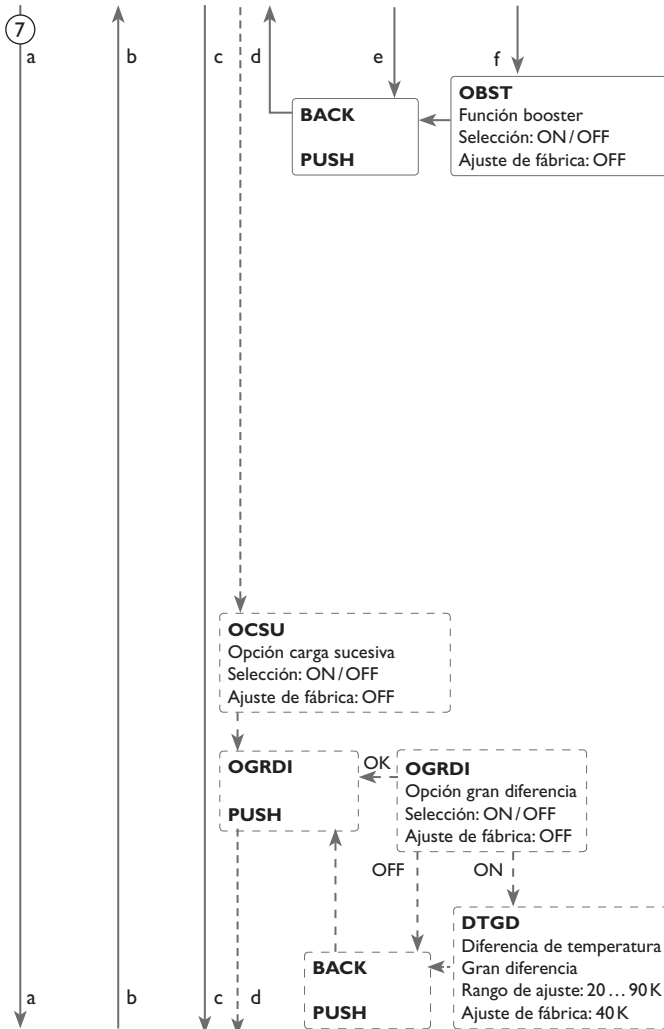 7
a
b
c
d
e
f
OBST
Función booster
Selección: ON / OFF
Ajuste de fábrica: OFF
BACK
PUSH
OCSU
Opción carga sucesiva
Selección: ON / OFF
Ajuste de fábrica: OFF
OGRDI
PUSH
OK
OGRDI
Opción gran diferencia
Selección: ON / OFF
Ajuste de fábrica: OFF
OFF
ON
DTGD
Diferencia de temperatura
Gran diferencia
Rango de ajuste: 20 … 90 K
Ajuste de fábrica: 40 K
BACK
PUSH
a
b
c
d